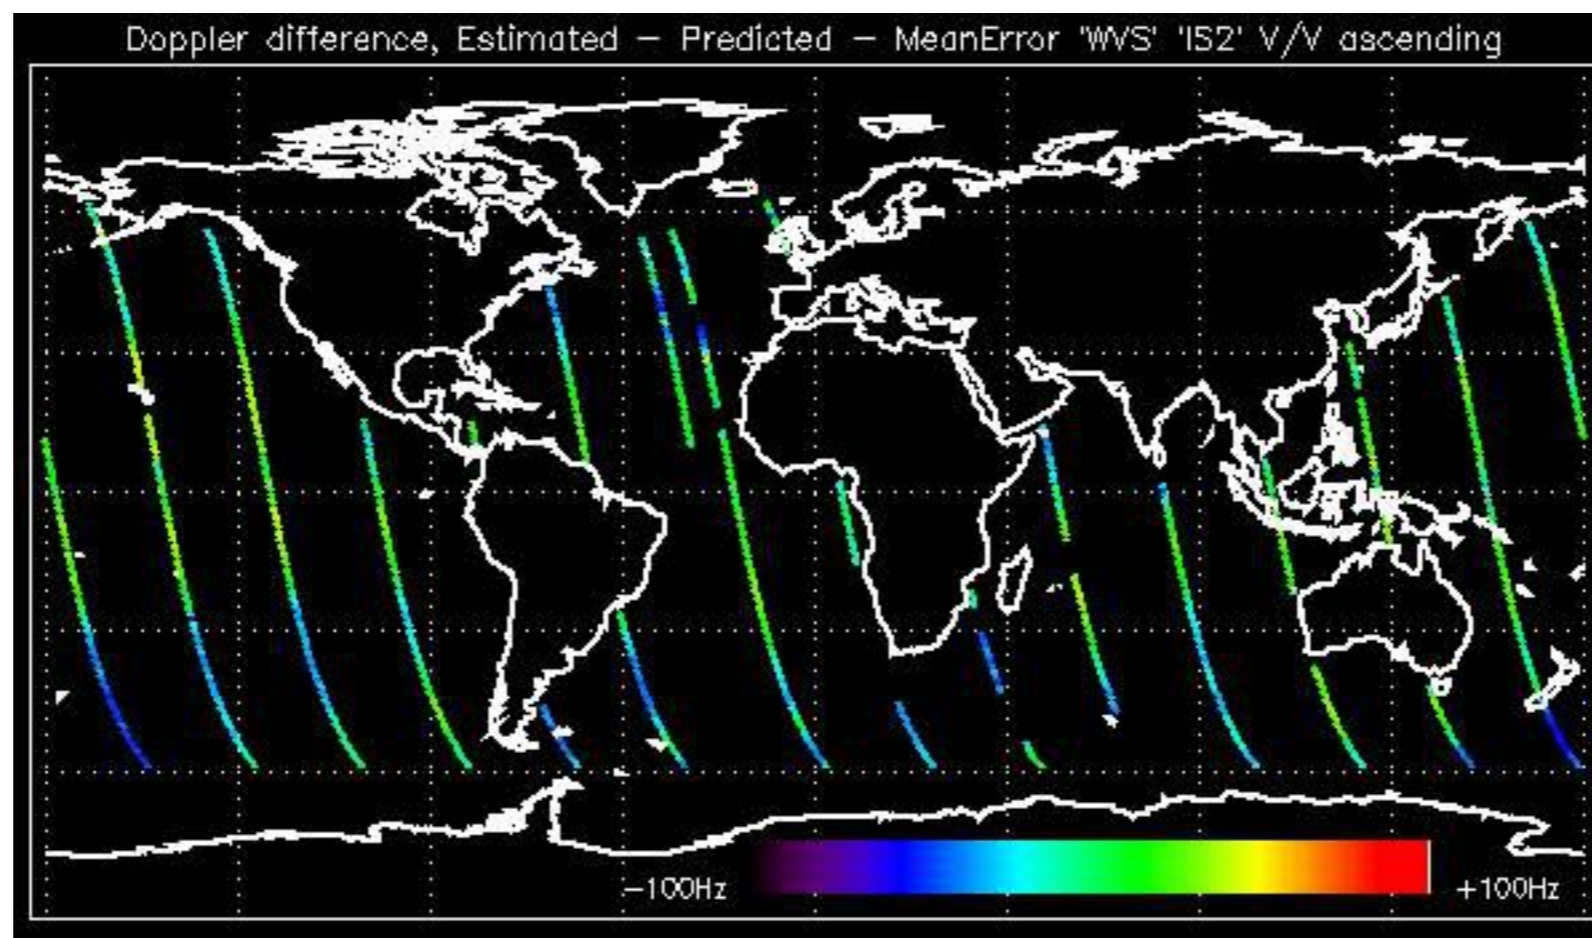 Doppler difference, Estimated – Predicted – MeanError 'WVS' 'IS2' V/V ascending
−100Hz +100Hz